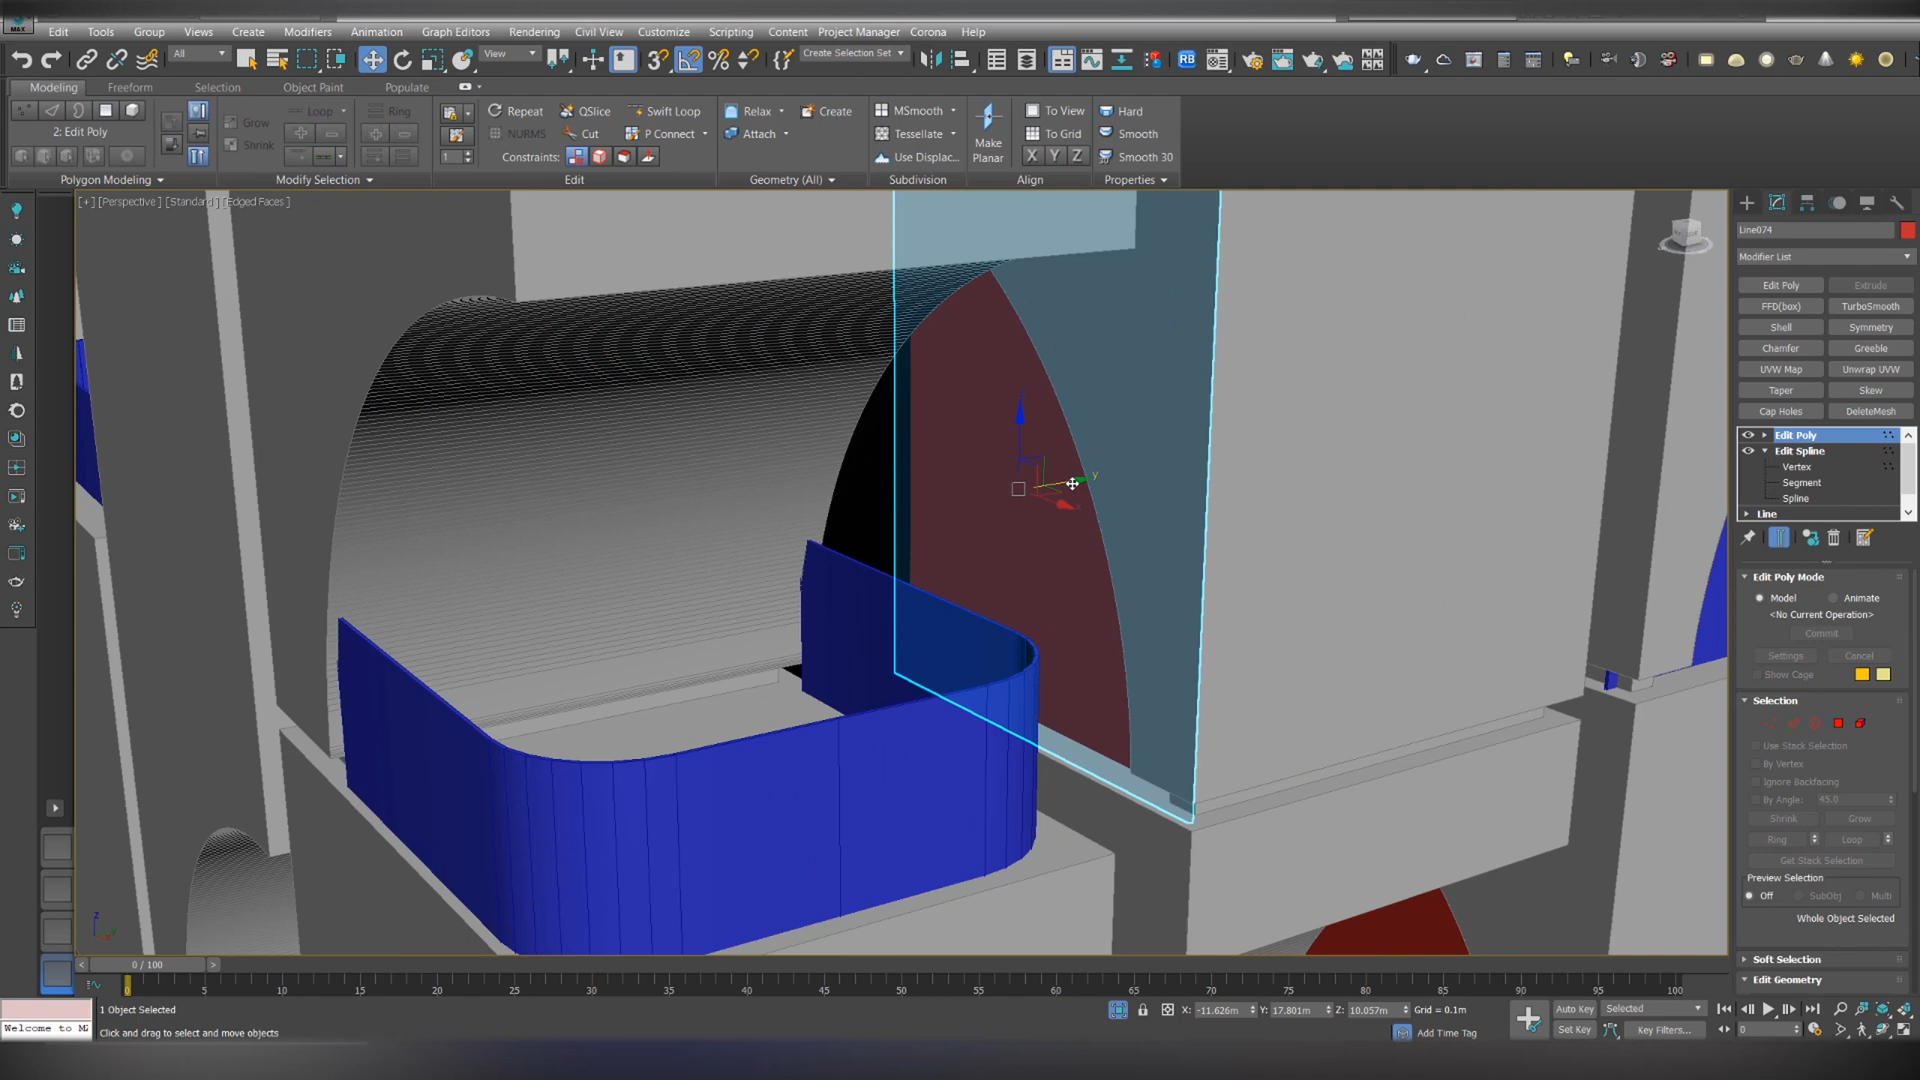 MAX
Edit Tools Group Views Create Modifiers Animation Graph Editors Rendering Civil View Customize Scripting Content Project Manager Corona Help
All View 3 % Create Selection Set RB
Modeling Freeform Selection Object Paint Populate
2: Edit Poly Grow Shrink Loop Ring
Repeat QSlice Swift Loop
NURMS Cut P Connect
1 Constraints:
Relax Create
Attach
MSmooth
Tessellate
Use Displac...
Make Planar
To View
To Grid
X Y Z
Hard
Smooth
Smooth 30
Polygon Modeling Modify Selection Edit Geometry (All) Subdivision Align Properties
[+] [Perspective ] [Standard ] [Edged Faces ]
y
z
Line074
Modifier List
Edit Poly Extrude
FFD(box) TurboSmooth
Shell Symmetry
Chamfer Greeble
UVW Map Unwrap UVW
Taper Skew
Cap Holes DeleteMesh
Edit Poly
Edit Spline
Vertex
Segment
Spline
Line
Edit Poly Mode
Model Animate
<No Current Operation>
Commit
Settings Cancel
Show Cage
Selection
Use Stack Selection
By Vertex
Ignore Backfacing
By Angle: 45.0
Shrink Grow
Ring Loop
Get Stack Selection
Preview Selection
Off SubObj Multi
Whole Object Selected
Soft Selection
Edit Geometry
< 0 / 100 >
0 5 10 15 20 25 30 35 40 45 50 55 60 65 70 75 80 85 90 95 100
1 Object Selected X: -11.626m Y: 17.801m Z: 10.057m Grid = 0.1m Auto Key Selected
Welcome to MA Click and drag to select and move objects Add Time Tag Set Key Key Filters... 0